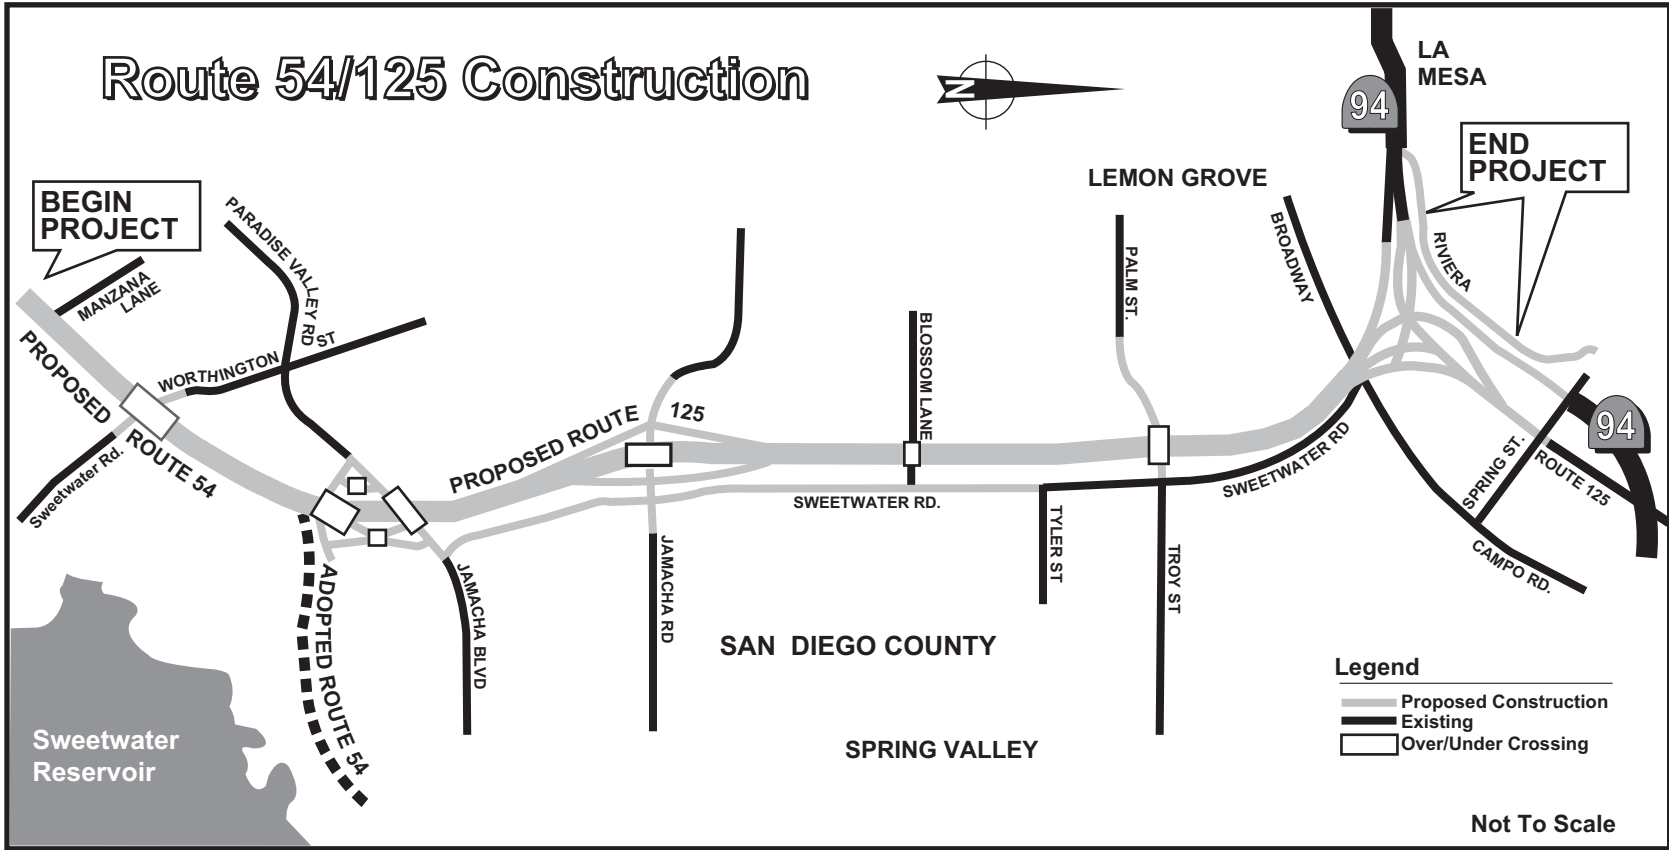 Route 54/125 Construction
N
LA
MESA
94
END
PROJECT
BEGIN
PROJECT
LEMON GROVE
PARADISE VALLEY RD
MANZANA
LANE
WORTHINGTON ST
PROPOSED ROUTE 54
Sweetwater Rd.
PROPOSED ROUTE 125
BLOSSOM LANE
PALM ST.
BROADWAY
RIVIERA
94
SPRING ST.
ROUTE 125
SWEETWATER RD
SWEETWATER RD.
TYLER ST
TROY ST
CAMPO RD.
JAMACHA RD
JAMACHA BLVD
ADOPTED ROUTE 54
SAN DIEGO COUNTY
SPRING VALLEY
Sweetwater
Reservoir
Legend
Proposed Construction
Existing
Over/Under Crossing
Not To Scale